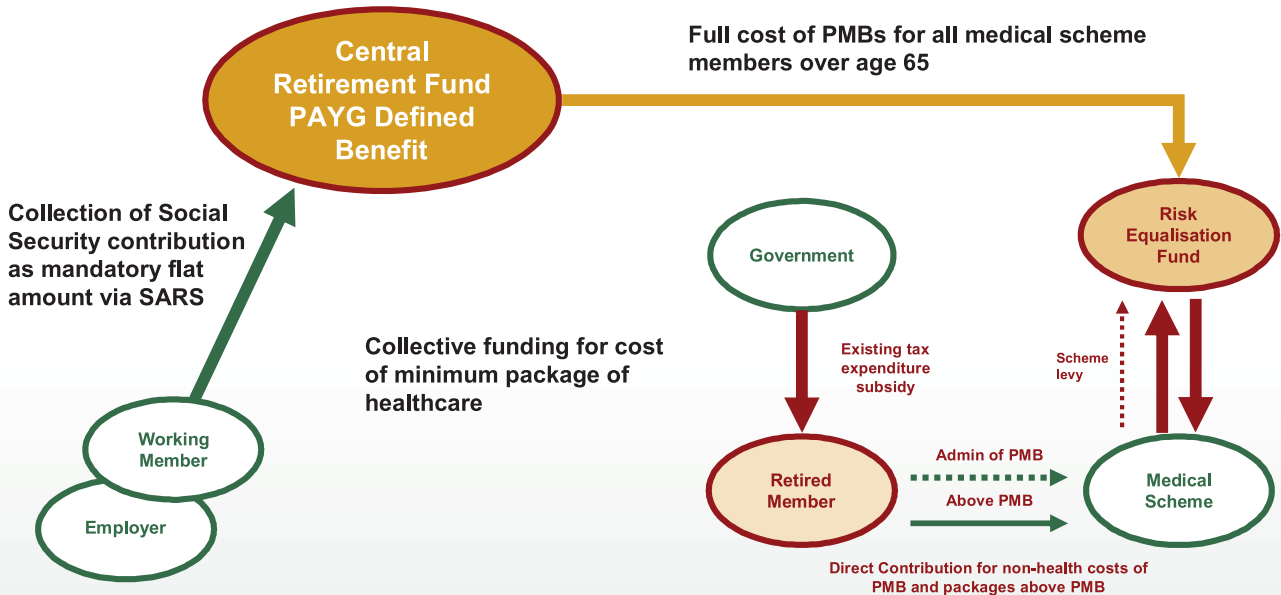 Central
Retirement Fund
PAYG Defined
Benefit
Full cost of PMBs for all medical scheme
members over age 65
Collection of Social
Security contribution
as mandatory flat
amount via SARS
Risk
Equalisation
Fund
Government
Collective funding for cost
of minimum package of
healthcare
Existing tax
expenditure
subsidy
Scheme
levy
Working
Member
Employer
Retired
Member
Admin of PMB
Above PMB
Medical
Scheme
Direct Contribution for non-health costs of
PMB and packages above PMB